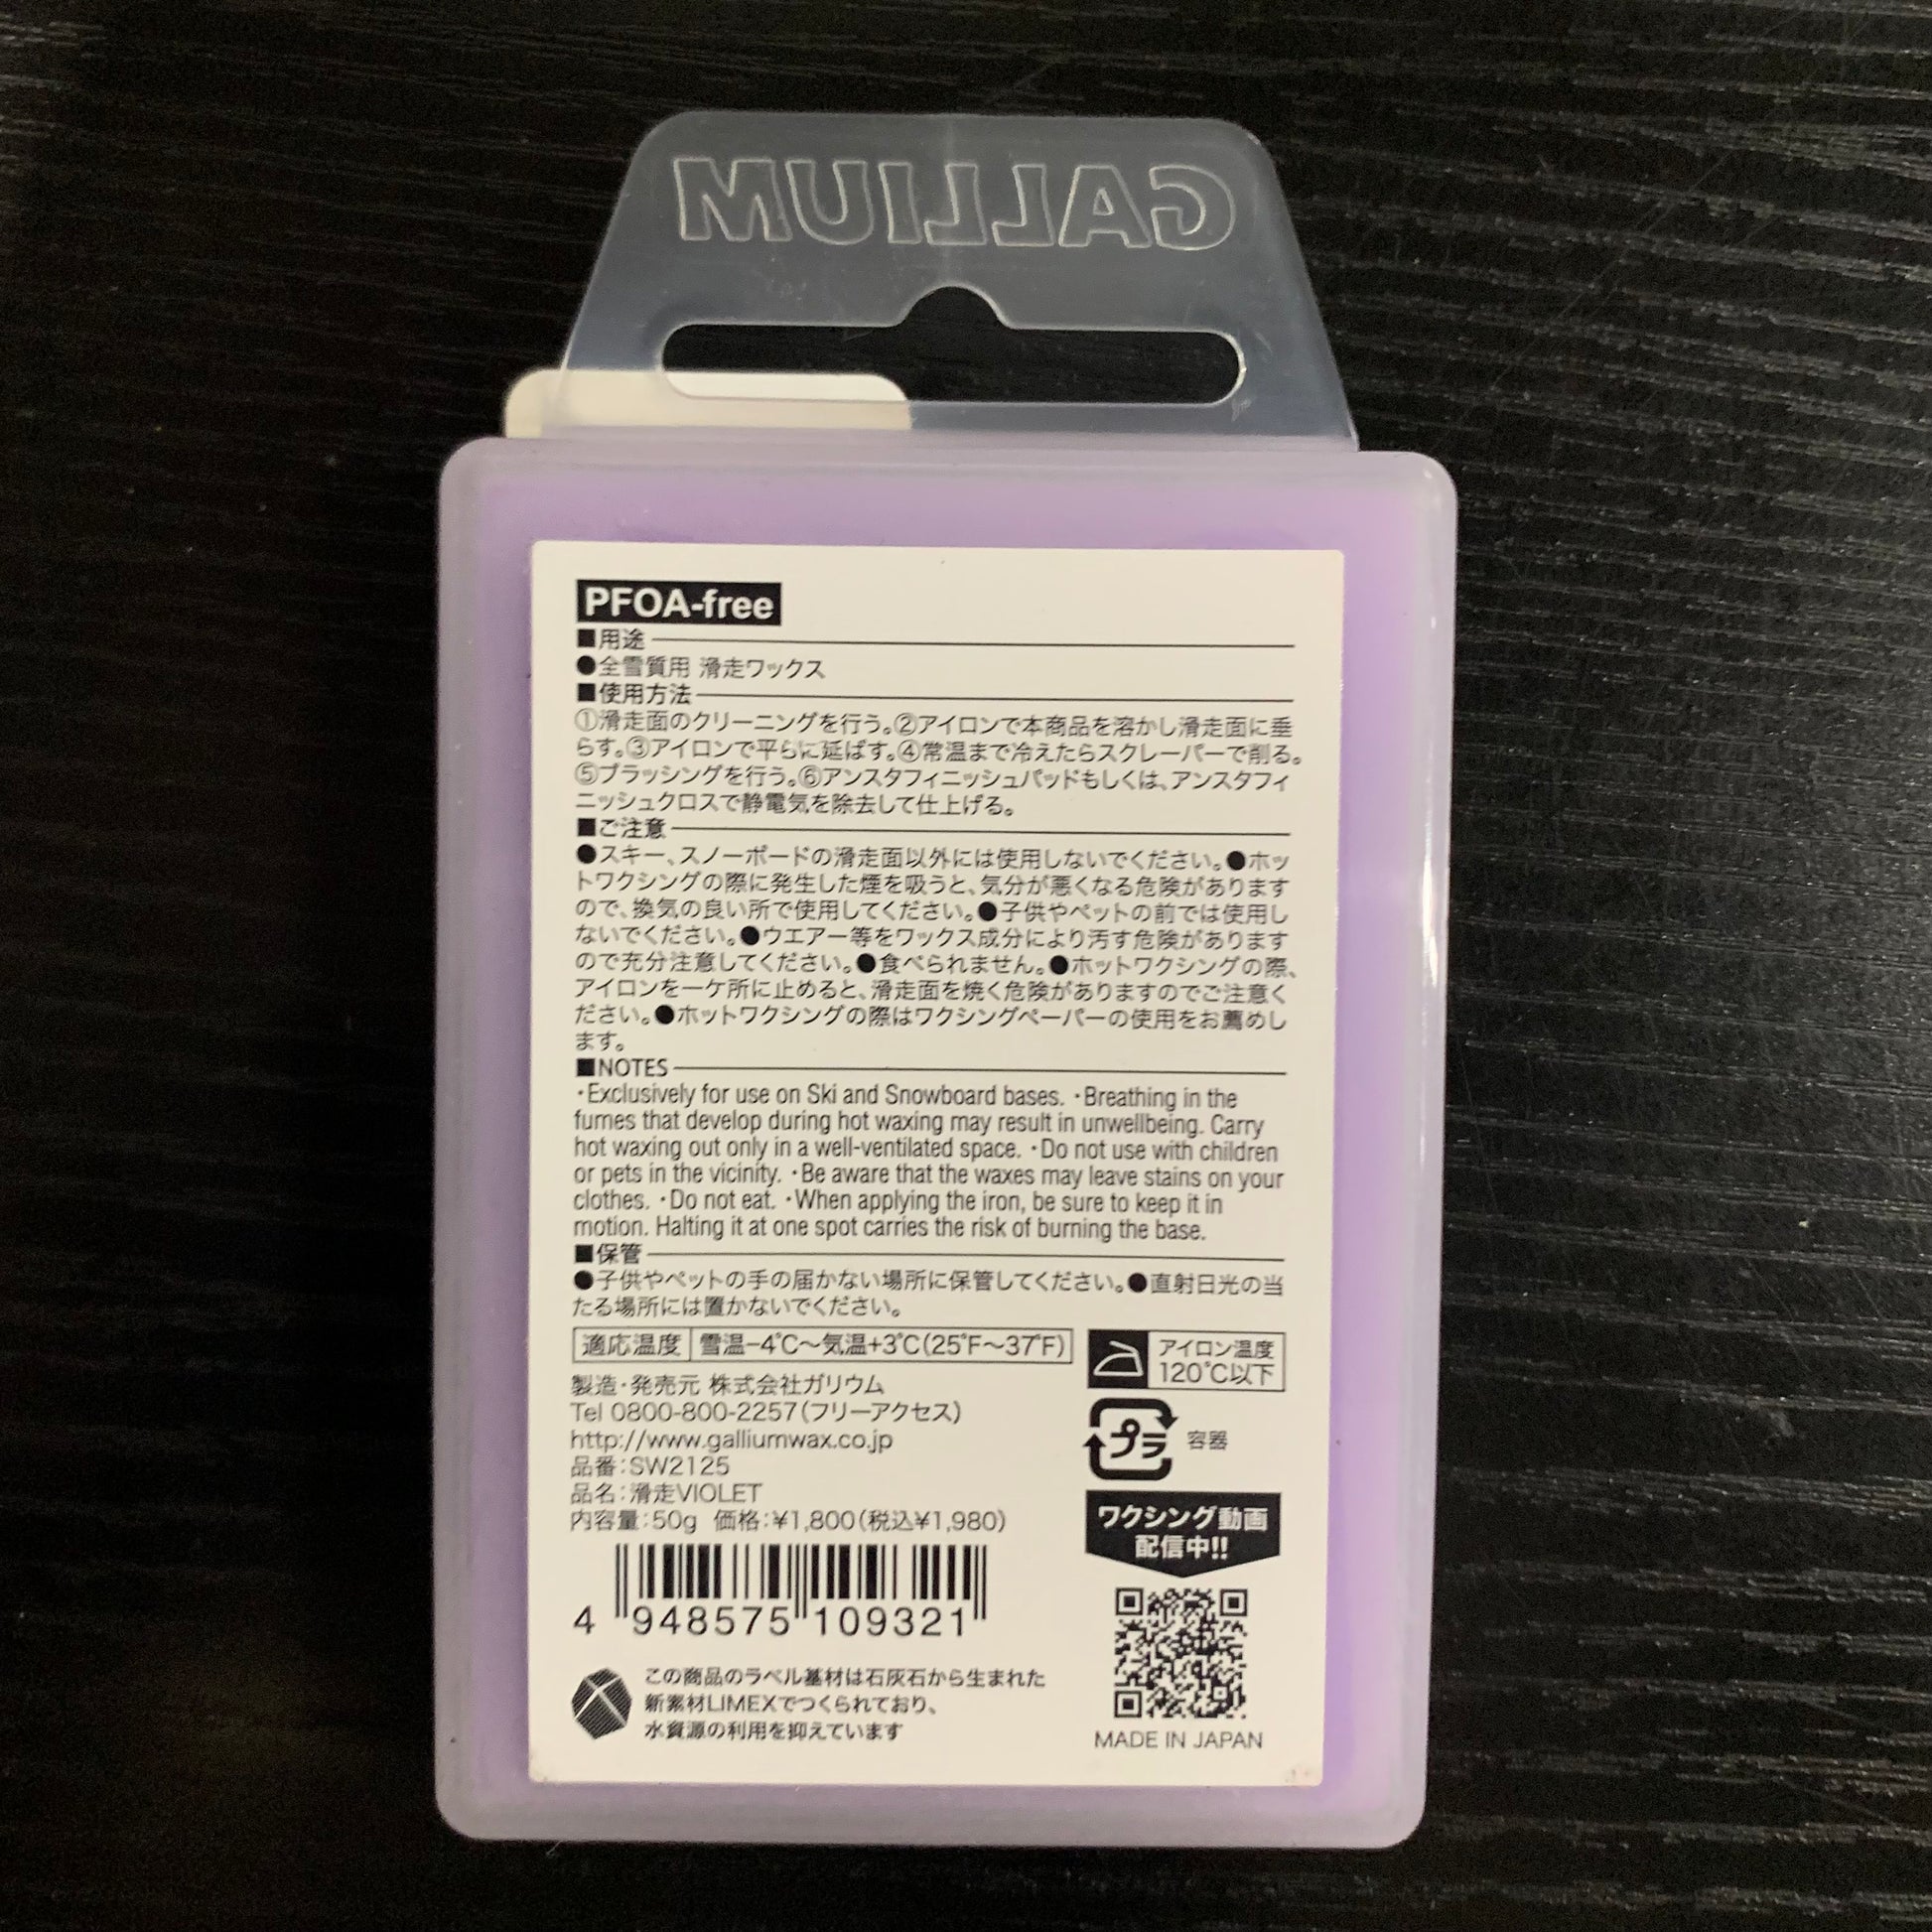 GALLIUM
PFOA-free
■用途
●全雪質用 滑走ワックス
■使用方法
①滑走面のクリーニングを行う。②アイロンで本商品を溶かし滑走面に垂
らす。③アイロンで平らに延ばす。④常温まで冷えたらスクレーパーで削る。
⑤ブラッシングを行う。⑥アンスタフィニッシュパッドもしくは、アンスタフィ
ニッシュクロスで静電気を除去して仕上げる。
■ご注意
●スキー、スノーボードの滑走面以外には使用しないでください。●ホッ
トワクシングの際に発生した煙を吸うと、気分が悪くなる危険があります
ので、換気の良い所で使用してください。●子供やペットの前では使用し
ないでください。●ウエアー等をワックス成分により汚す危険があります
ので充分注意してください。●食べられません。●ホットワクシングの際、
アイロンを一ケ所に止めると、滑走面を焼く危険がありますのでご注意く
ださい。●ホットワクシングの際はワクシングペーパーの使用をお薦めし
ます。
■NOTES
・Exclusively for use on Ski and Snowboard bases. ・Breathing in the
fumes that develop during hot waxing may result in unwellbeing. Carry
hot waxing out only in a well-ventilated space. ・Do not use with children
or pets in the vicinity. ・Be aware that the waxes may leave stains on your
clothes. ・Do not eat. ・When applying the iron, be sure to keep it in
motion. Halting it at one spot carries the risk of burning the base.
■保管
●子供やペットの手の届かない場所に保管してください。●直射日光の当
たる場所には置かないでください。
適応温度 雪温−4℃〜気温+3℃(25℉〜37℉)
アイロン温度
120℃以下
製造・発売元 株式会社ガリウム
Tel 0800-800-2257(フリーアクセス)
http://www.galliumwax.co.jp
品番:SW2125
品名:滑走VIOLET
内容量:50g 価格:¥1,800(税込¥1,980)
プラ 容器
ワクシング動画
配信中!!
4 948575 109321
この商品のラベル基材は石灰石から生まれた
新素材LIMEXでつくられており、
水資源の利用を抑えています
MADE IN JAPAN